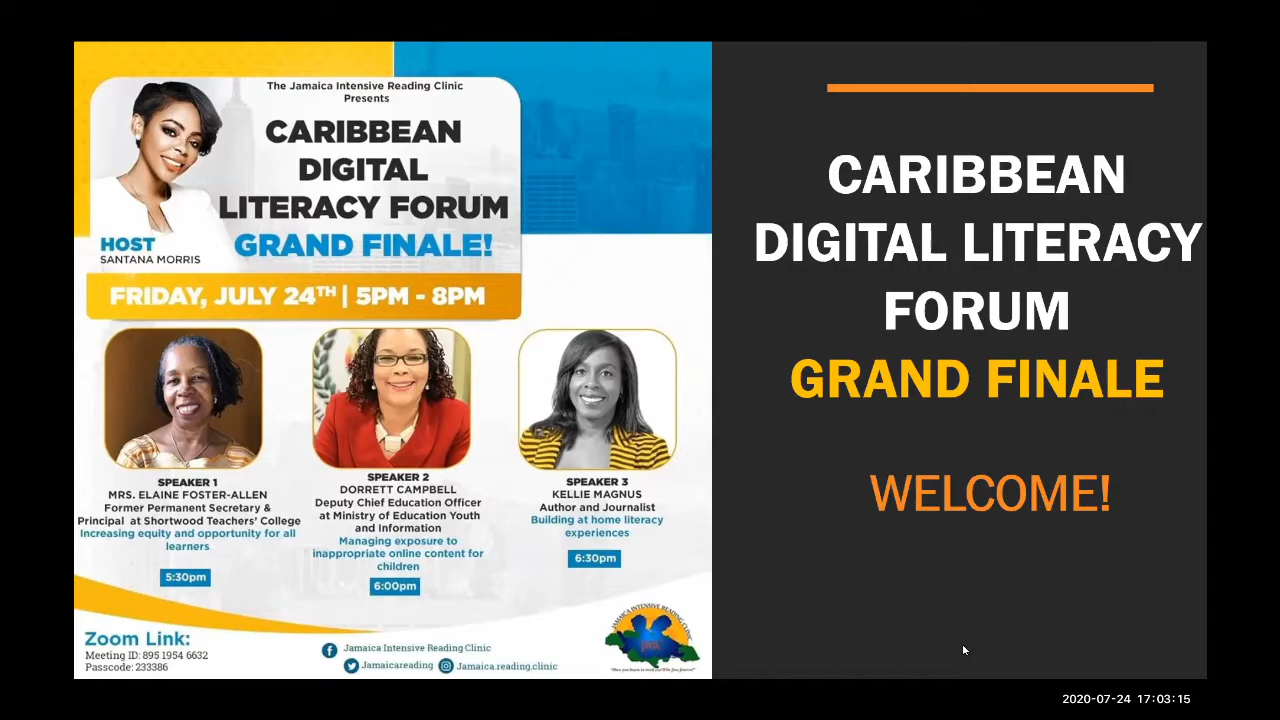 The Jamaica Intensive Reading Clinic
Presents
CARIBBEAN
DIGITAL
LITERACY FORUM
GRAND FINALE!
HOST
SANTANA MORRIS
FRIDAY, JULY 24TH | 5PM - 8PM
SPEAKER 1
MRS. ELAINE FOSTER-ALLEN
Former Permanent Secretary &
Principal at Shortwood Teachers' College
Increasing equity and opportunity for all
learners
5:30pm
SPEAKER 2
DORRETT CAMPBELL
Deputy Chief Education Officer
at Ministry of Education Youth
and Information
Managing exposure to
inappropriate online content for
children
6:00pm
SPEAKER 3
KELLIE MAGNUS
Author and Journalist
Building at home literacy
experiences
6:30pm
Zoom Link:
Meeting ID: 895 1954 6632
Passcode: 233386
Jamaica Intensive Reading Clinic
Jamaicareading
Jamaica.reading.clinic
JAMAICA INTENSIVE READING CLINIC
CARIBBEAN
DIGITAL LITERACY
FORUM
GRAND FINALE
WELCOME!
2020-07-24 17:03:15